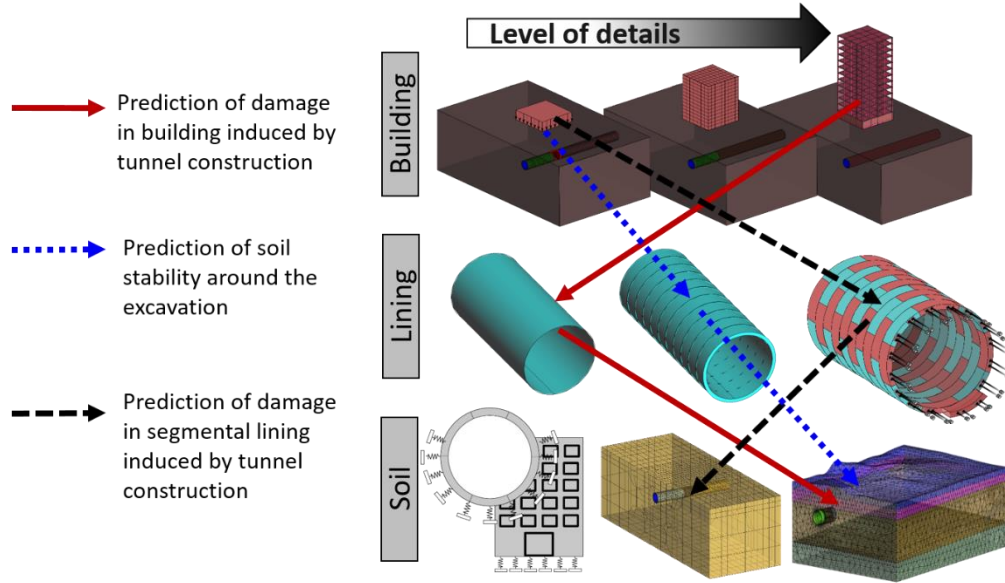 Level of details
Prediction of damage
in building induced by
tunnel construction
Building
Prediction of soil
stability around the
excavation
Lining
Prediction of damage
in segmental lining
induced by tunnel
construction
Soil